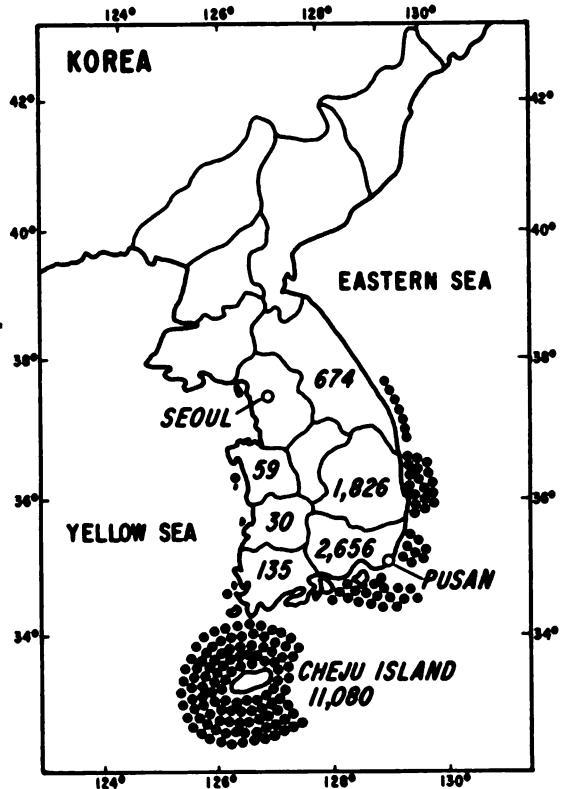 124° 126° 128° 130°
KOREA
42° 42°
40° 40°
EASTERN SEA
38° 38°
674
SEOUL
59
1,826
36° 36°
30
YELLOW SEA
2,656
135
PUSAN
34° 34°
CHEJU ISLAND
11,080
124° 126° 128° 130°